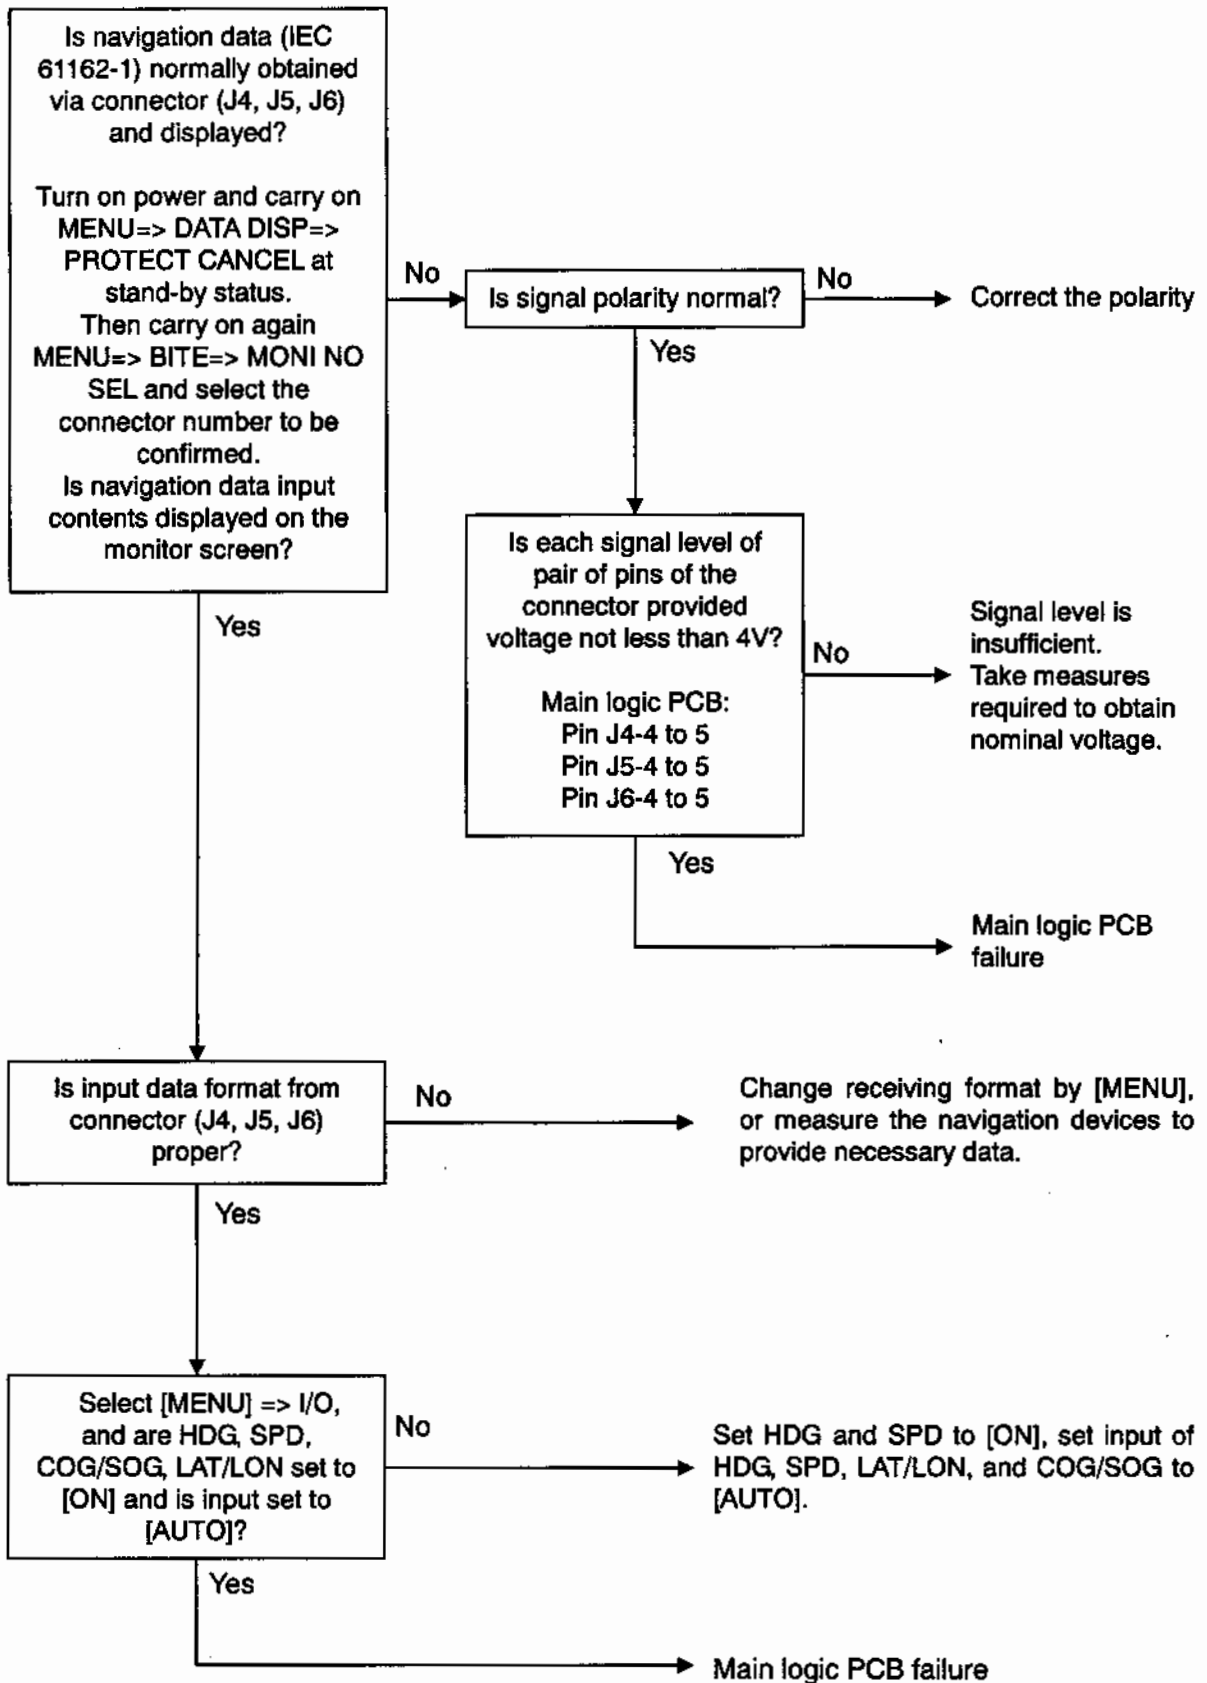 Is navigation data (IEC
61162-1) normally obtained
via connector (J4, J5, J6)
and displayed?
Turn on power and carry on
MENU=> DATA DISP=>
PROTECT CANCEL at
stand-by status.
Then carry on again
MENU=> BITE=> MONI NO
SEL and select the
connector number to be
confirmed.
Is navigation data input
contents displayed on the
monitor screen?
No
Is signal polarity normal?
No
Correct the polarity
Yes
Is each signal level of
pair of pins of the
connector provided
voltage not less than 4V?
Main logic PCB:
Pin J4-4 to 5
Pin J5-4 to 5
Pin J6-4 to 5
No
Signal level is
insufficient.
Take measures
required to obtain
nominal voltage.
Yes
Main logic PCB
failure
Yes
Is input data format from
connector (J4, J5, J6)
proper?
No
Change receiving format by [MENU],
or measure the navigation devices to
provide necessary data.
Yes
Select [MENU] => I/O,
and are HDG, SPD,
COG/SOG, LAT/LON set to
[ON] and is input set to
[AUTO]?
No
Set HDG and SPD to [ON], set input of
HDG, SPD, LAT/LON, and COG/SOG to
[AUTO].
Yes
Main logic PCB failure